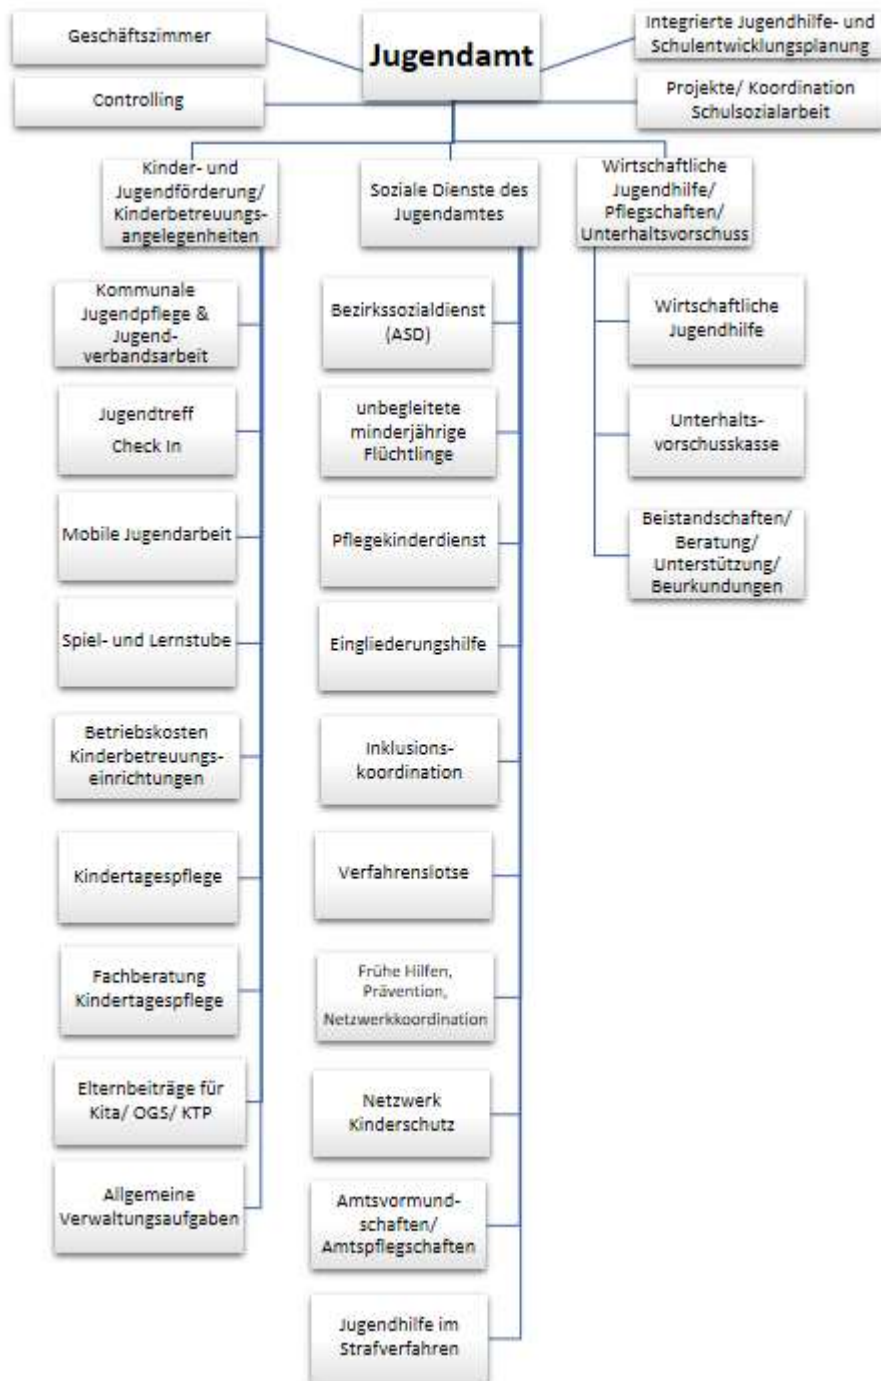 Geschäftszimmer
Jugendamt
Integrierte Jugendhilfe- und
Schulentwicklungsplanung
Controlling
Projekte/ Koordination
Schulsozialarbeit
Kinder- und
Jugendförderung/
Kinderbetreuungs-
angelegenheiten
Kommunale
Jugendpflege &
Jugend-
verbandsarbeit
Jugendtreff
Check In
Mobile Jugendarbeit
Spiel- und Lernstube
Betriebskosten
Kinderbetreuungs-
einrichtungen
Kindertagespflege
Fachberatung
Kindertagespflege
Elternbeiträge für
Kita/ OGS/ KTP
Allgemeine
Verwaltungsaufgaben
Soziale Dienste des
Jugendamtes
Bezirkssozialdienst
(ASD)
unbegleitete
minderjährige
Flüchtlinge
Pflegekinderdienst
Eingliederungshilfe
Inklusions-
koordination
Verfahrenslotse
Frühe Hilfen,
Prävention,
Netzwerkkoordination
Netzwerk
Kinderschutz
Amtsvormund-
schaften/
Amtspflegschaften
Jugendhilfe im
Strafverfahren
Wirtschaftliche
Jugendhilfe/
Pflegschaften/
Unterhaltsvorschuss
Wirtschaftliche
Jugendhilfe
Unterhalts-
vorschusskasse
Beistandschaften/
Beratung/
Unterstützung/
Beurkundungen